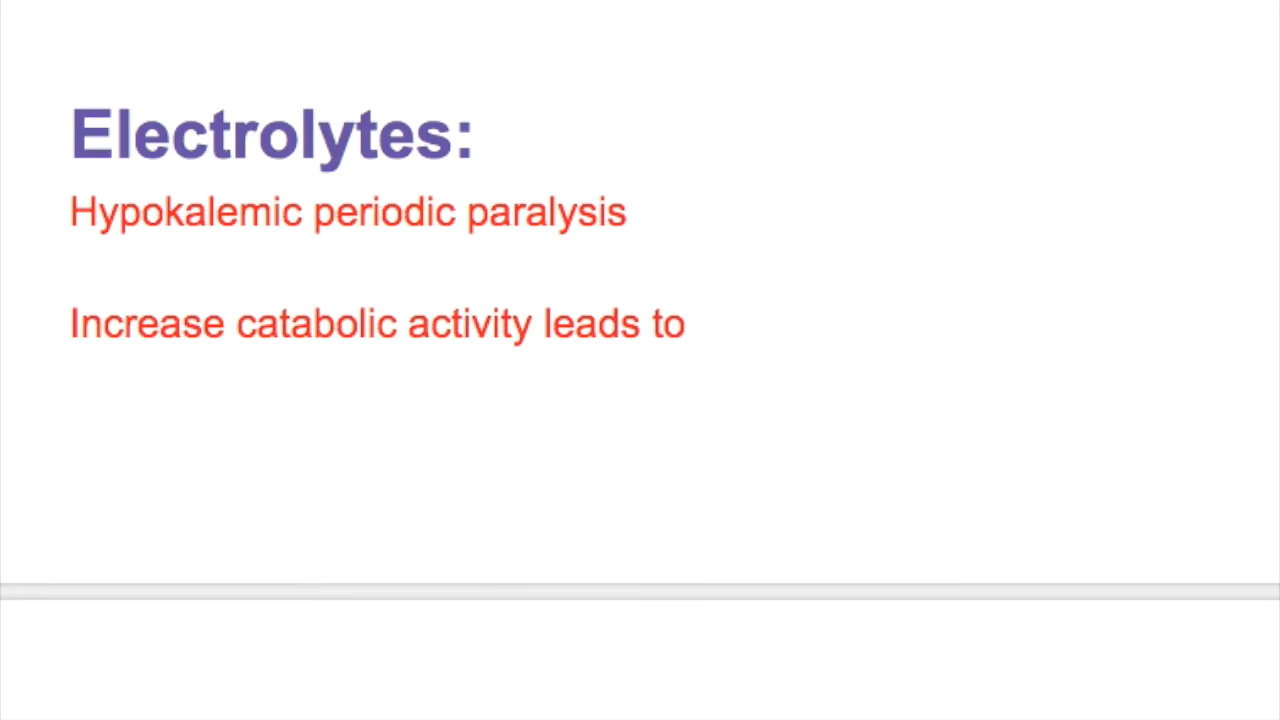 Electrolytes:
Hypokalemic periodic paralysis
Increase catabolic activity leads to